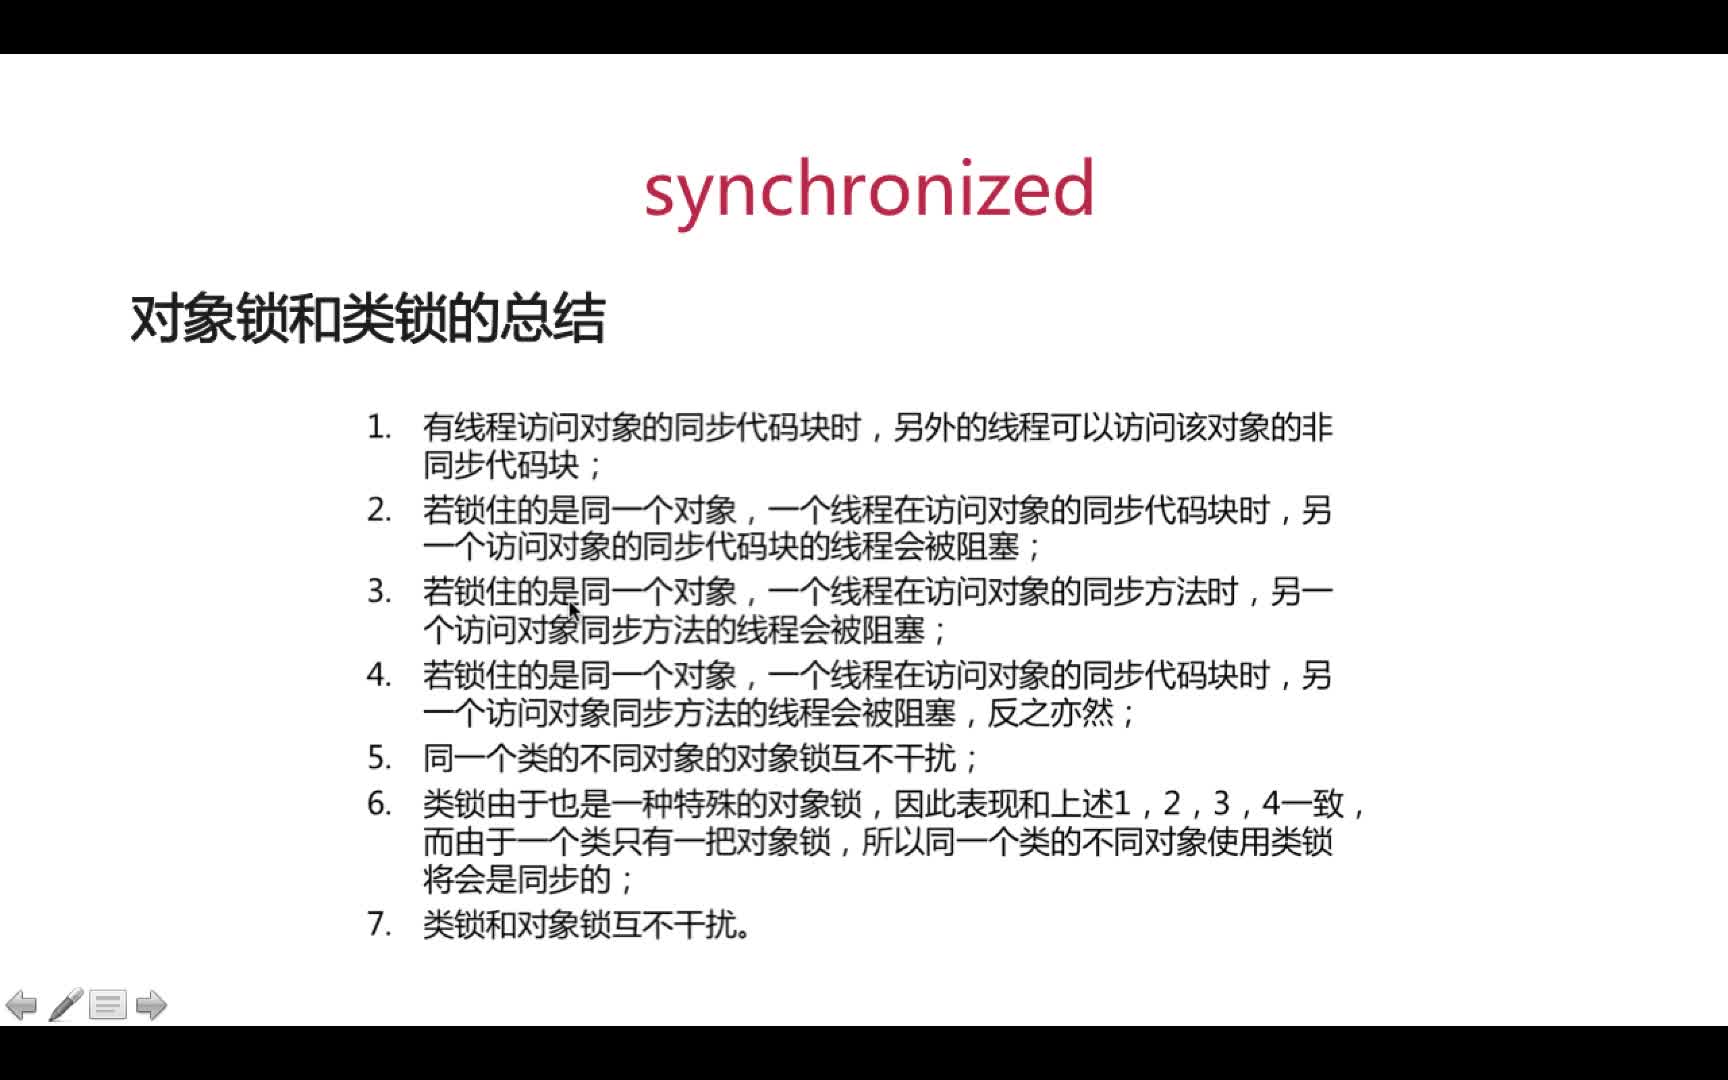 synchronized
对象锁和类锁的总结
1. 有线程访问对象的同步代码块时，另外的线程可以访问该对象的非
同步代码块；
2. 若锁住的是同一个对象，一个线程在访问对象的同步代码块时，另
一个访问对象的同步代码块的线程会被阻塞；
3. 若锁住的是同一个对象，一个线程在访问对象的同步方法时，另一
个访问对象同步方法的线程会被阻塞；
4. 若锁住的是同一个对象，一个线程在访问对象的同步代码块时，另
一个访问对象同步方法的线程会被阻塞，反之亦然；
5. 同一个类的不同对象的对象锁互不干扰；
6. 类锁由于也是一种特殊的对象锁，因此表现和上述1，2，3，4一致，
而由于一个类只有一把对象锁，所以同一个类的不同对象使用类锁
将会是同步的；
7. 类锁和对象锁互不干扰。